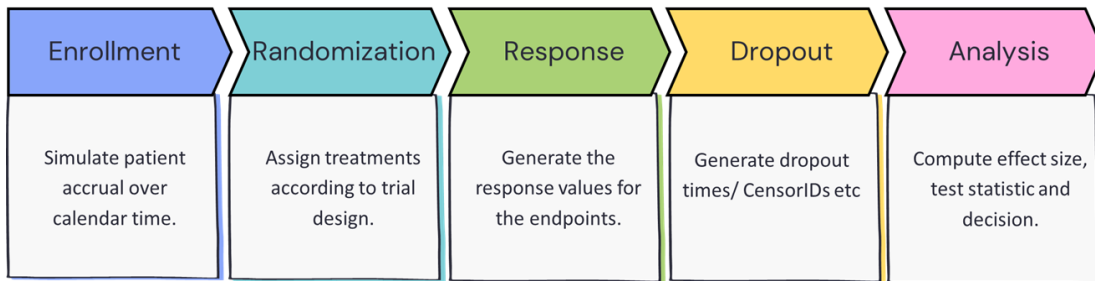 Enrollment
Simulate patient
accrual over
calendar time.
Randomization
Assign treatments
according to trial
design.
Response
Generate the
response values for
the endpoints.
Dropout
Generate dropout
times/ CensorIDs etc
Analysis
Compute effect size,
test statistic and
decision.